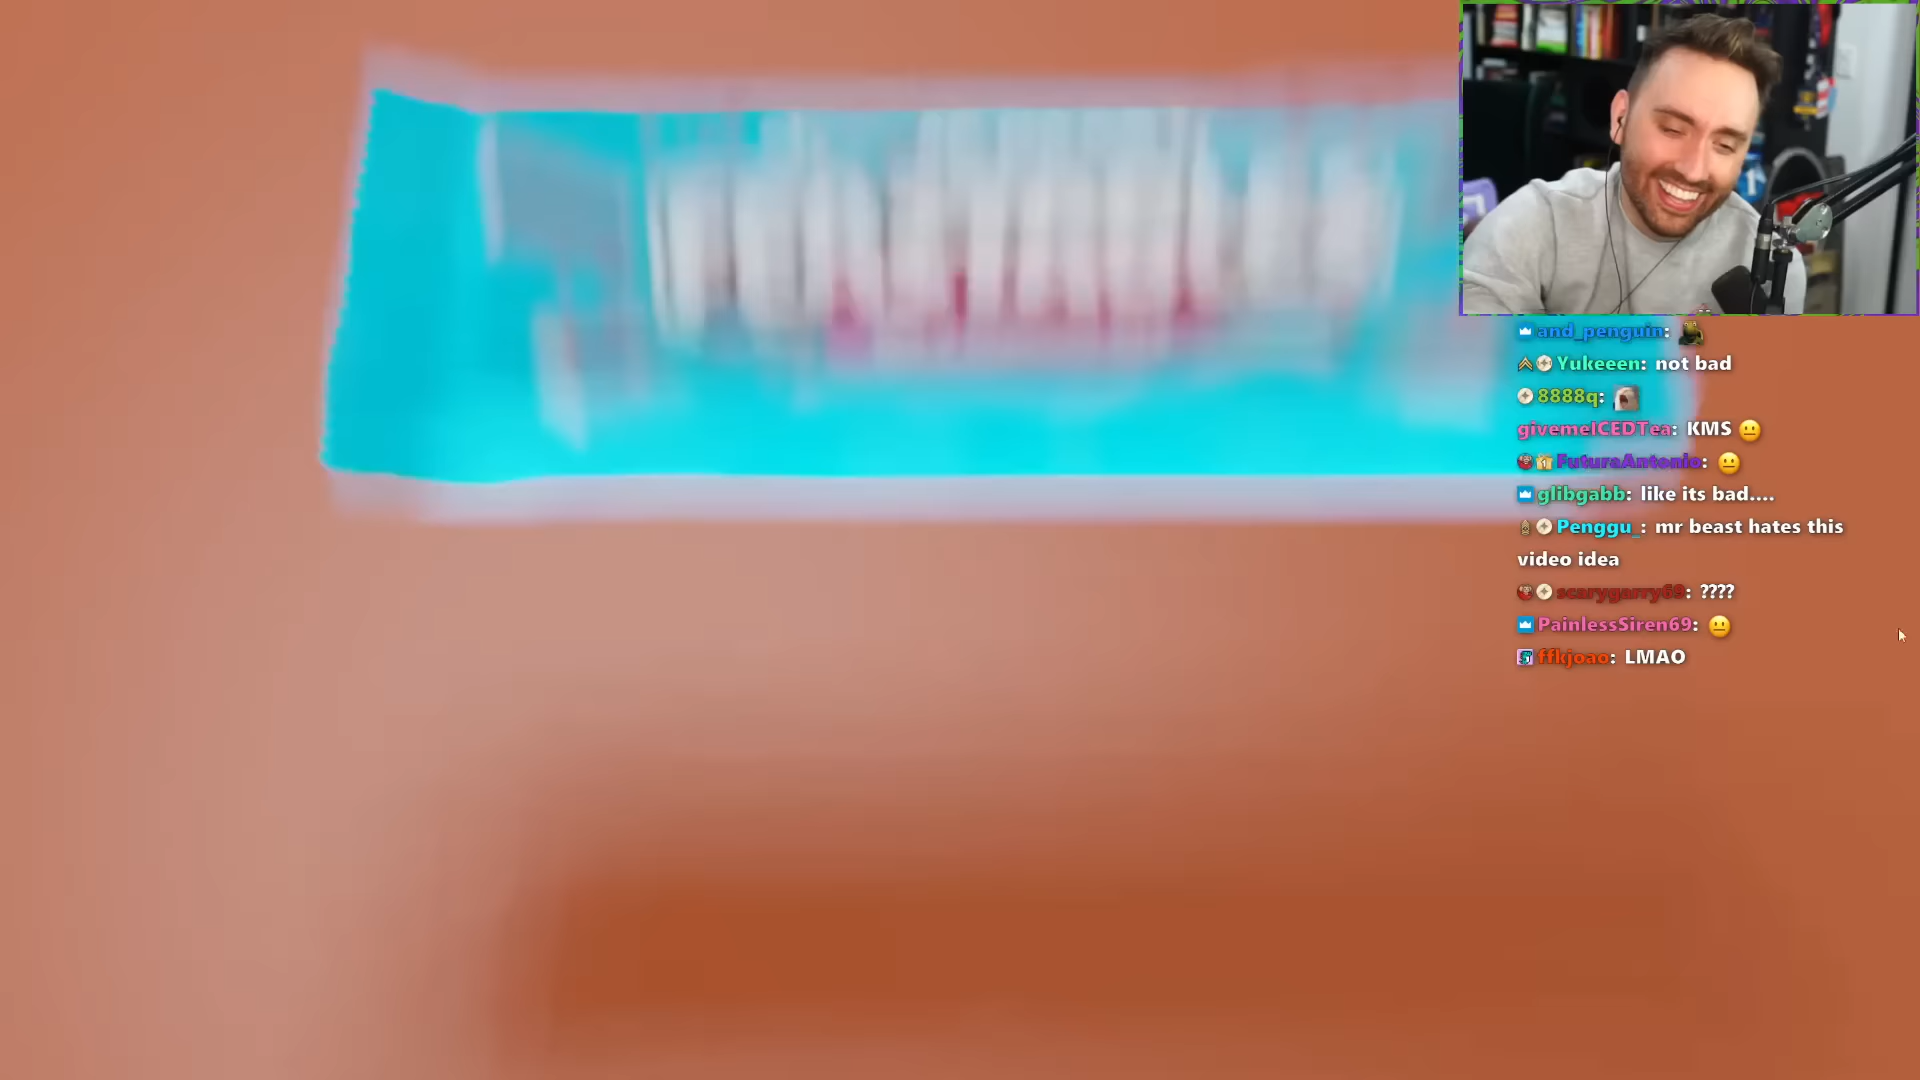 and_penguin:
Yukeeen: not bad
8888q:
givemeICEDTea: KMS 😐
FuturaAntonio: 😐
glibgabb: like its bad....
Penggu_: mr beast hates this
video idea
scarygarry69: ????
PainlessSiren69: 😐
ffkjoao: LMAO